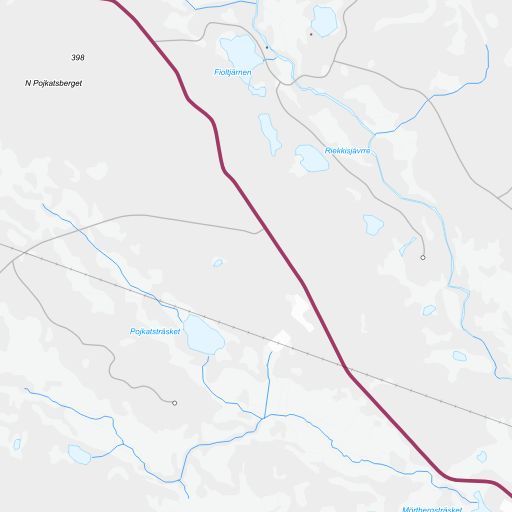 398
Fioltjärnen
N Pojkatsberget
Riekkisjávrre
Pojkatsträsket
Mörtbergsträsket